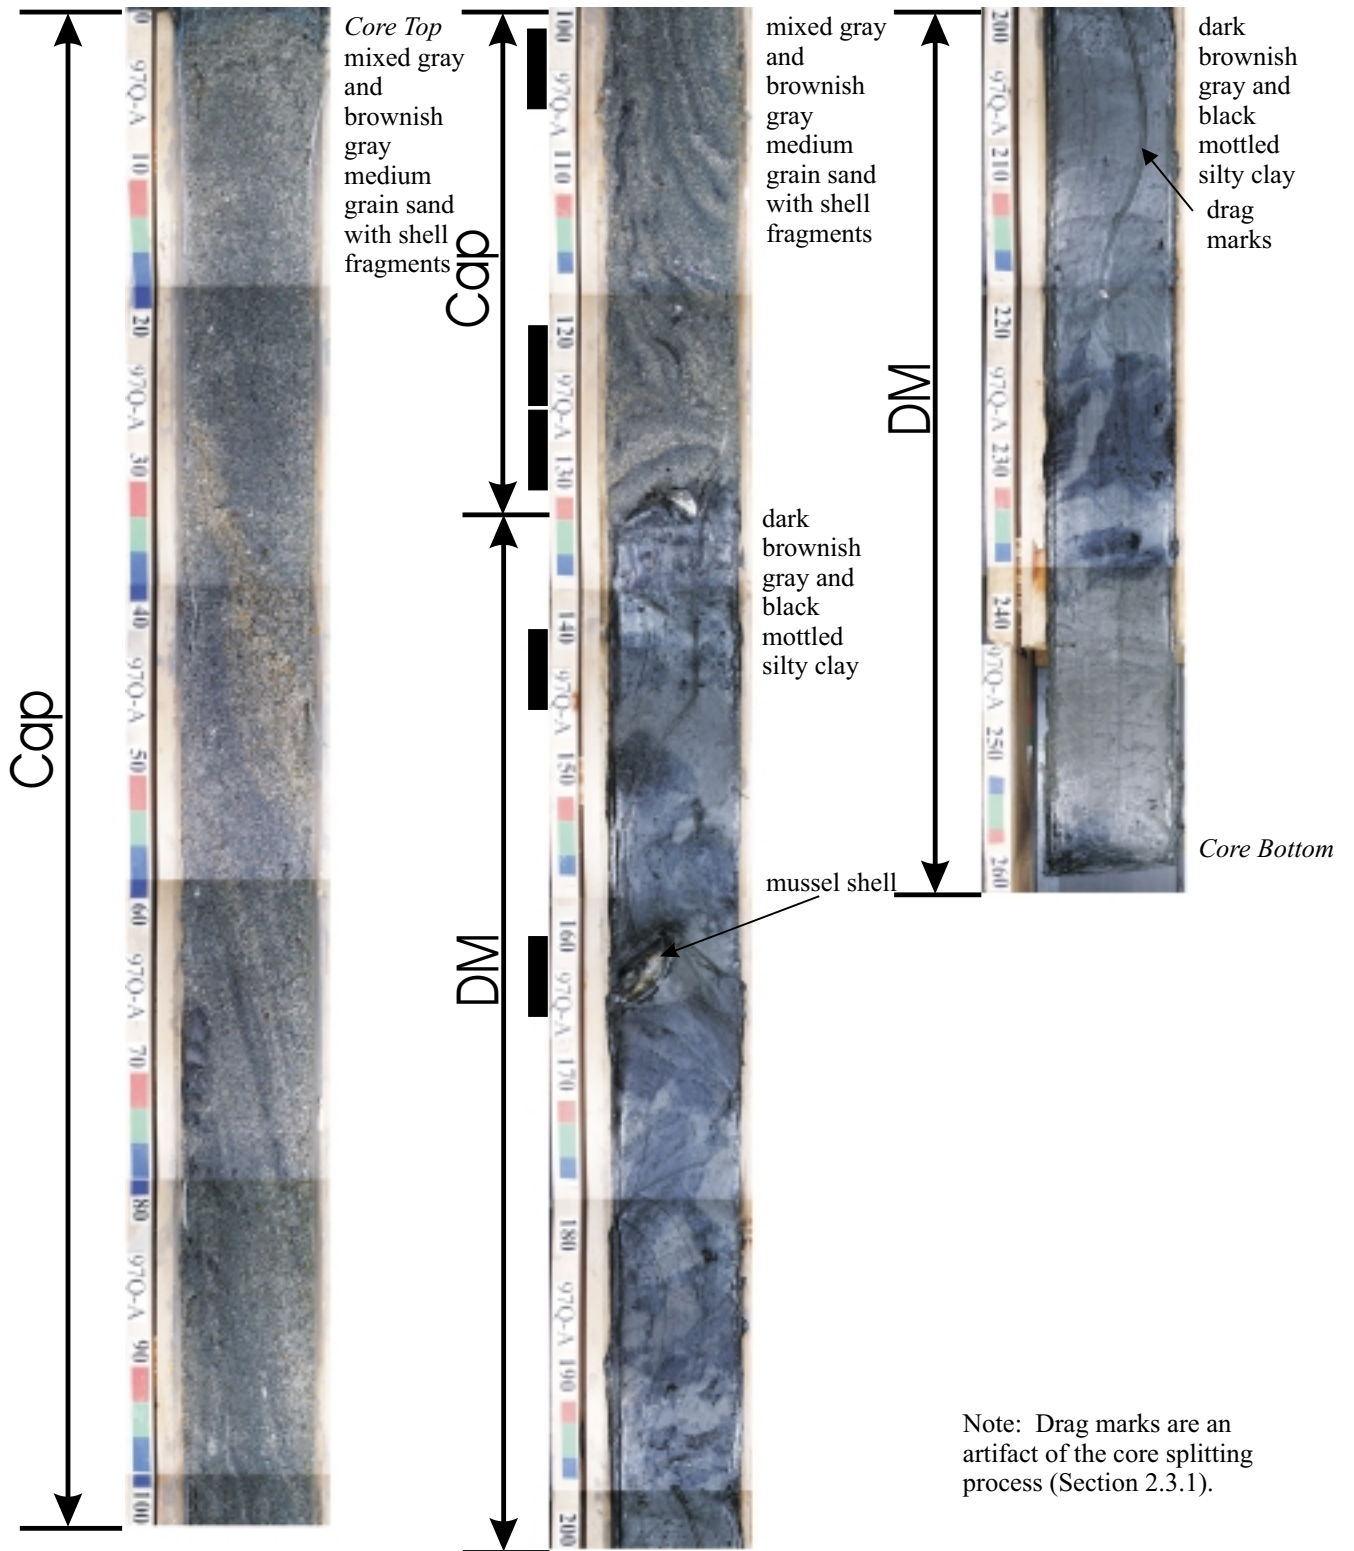 Core Top
mixed gray
and
brownish
gray
medium
grain sand
with shell
fragments
Cap
0
97Q-A
10
20
97Q-A
30
40
97Q-A
50
60
97Q-A
70
80
97Q-A
90
100
Cap
DM
100
97Q-A
110
120
97Q-A
130
140
97Q-A
150
160
97Q-A
170
180
97Q-A
190
200
mixed gray
and
brownish
gray
medium
grain sand
with shell
fragments
dark
brownish
gray and
black
mottled
silty clay
mussel shell
DM
200
97Q-A
210
220
97Q-A
230
240
97Q-A
250
260
dark
brownish
gray and
black
mottled
silty clay
drag
marks
Core Bottom
Note: Drag marks are an
artifact of the core splitting
process (Section 2.3.1).